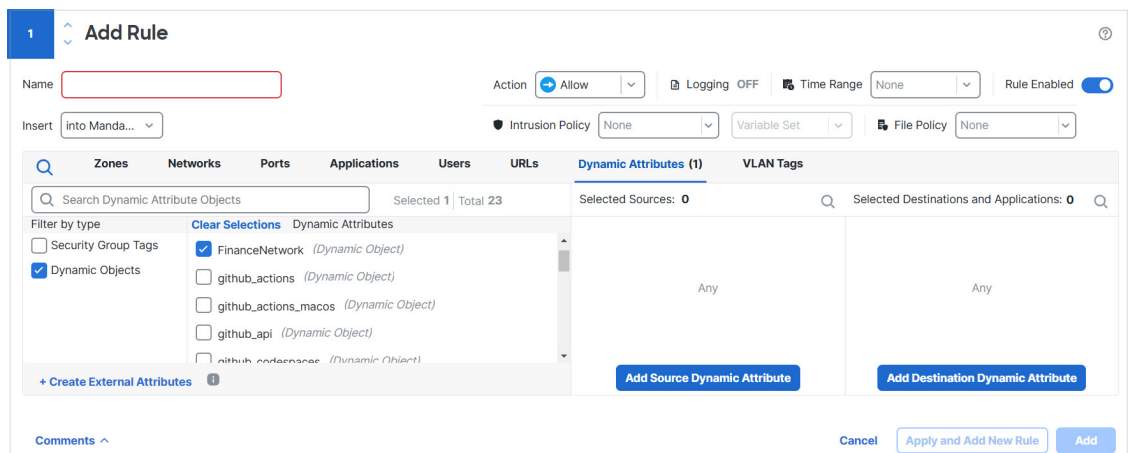 1 Add Rule
Name Action Allow Logging OFF Time Range None Rule Enabled
Insert into Manda... Intrusion Policy None Variable Set File Policy None
Zones Networks Ports Applications Users URLs Dynamic Attributes (1) VLAN Tags
Search Dynamic Attribute Objects Selected 1 Total 23 Selected Sources: 0 Selected Destinations and Applications: 0
Filter by type Clear Selections Dynamic Attributes
Security Group Tags FinanceNetwork (Dynamic Object)
Dynamic Objects github_actions (Dynamic Object)
github_actions_macos (Dynamic Object)
Any Any
github_api (Dynamic Object)
github_codespaces (Dynamic Object)
+ Create External Attributes Add Source Dynamic Attribute Add Destination Dynamic Attribute
Comments Cancel Apply and Add New Rule Add